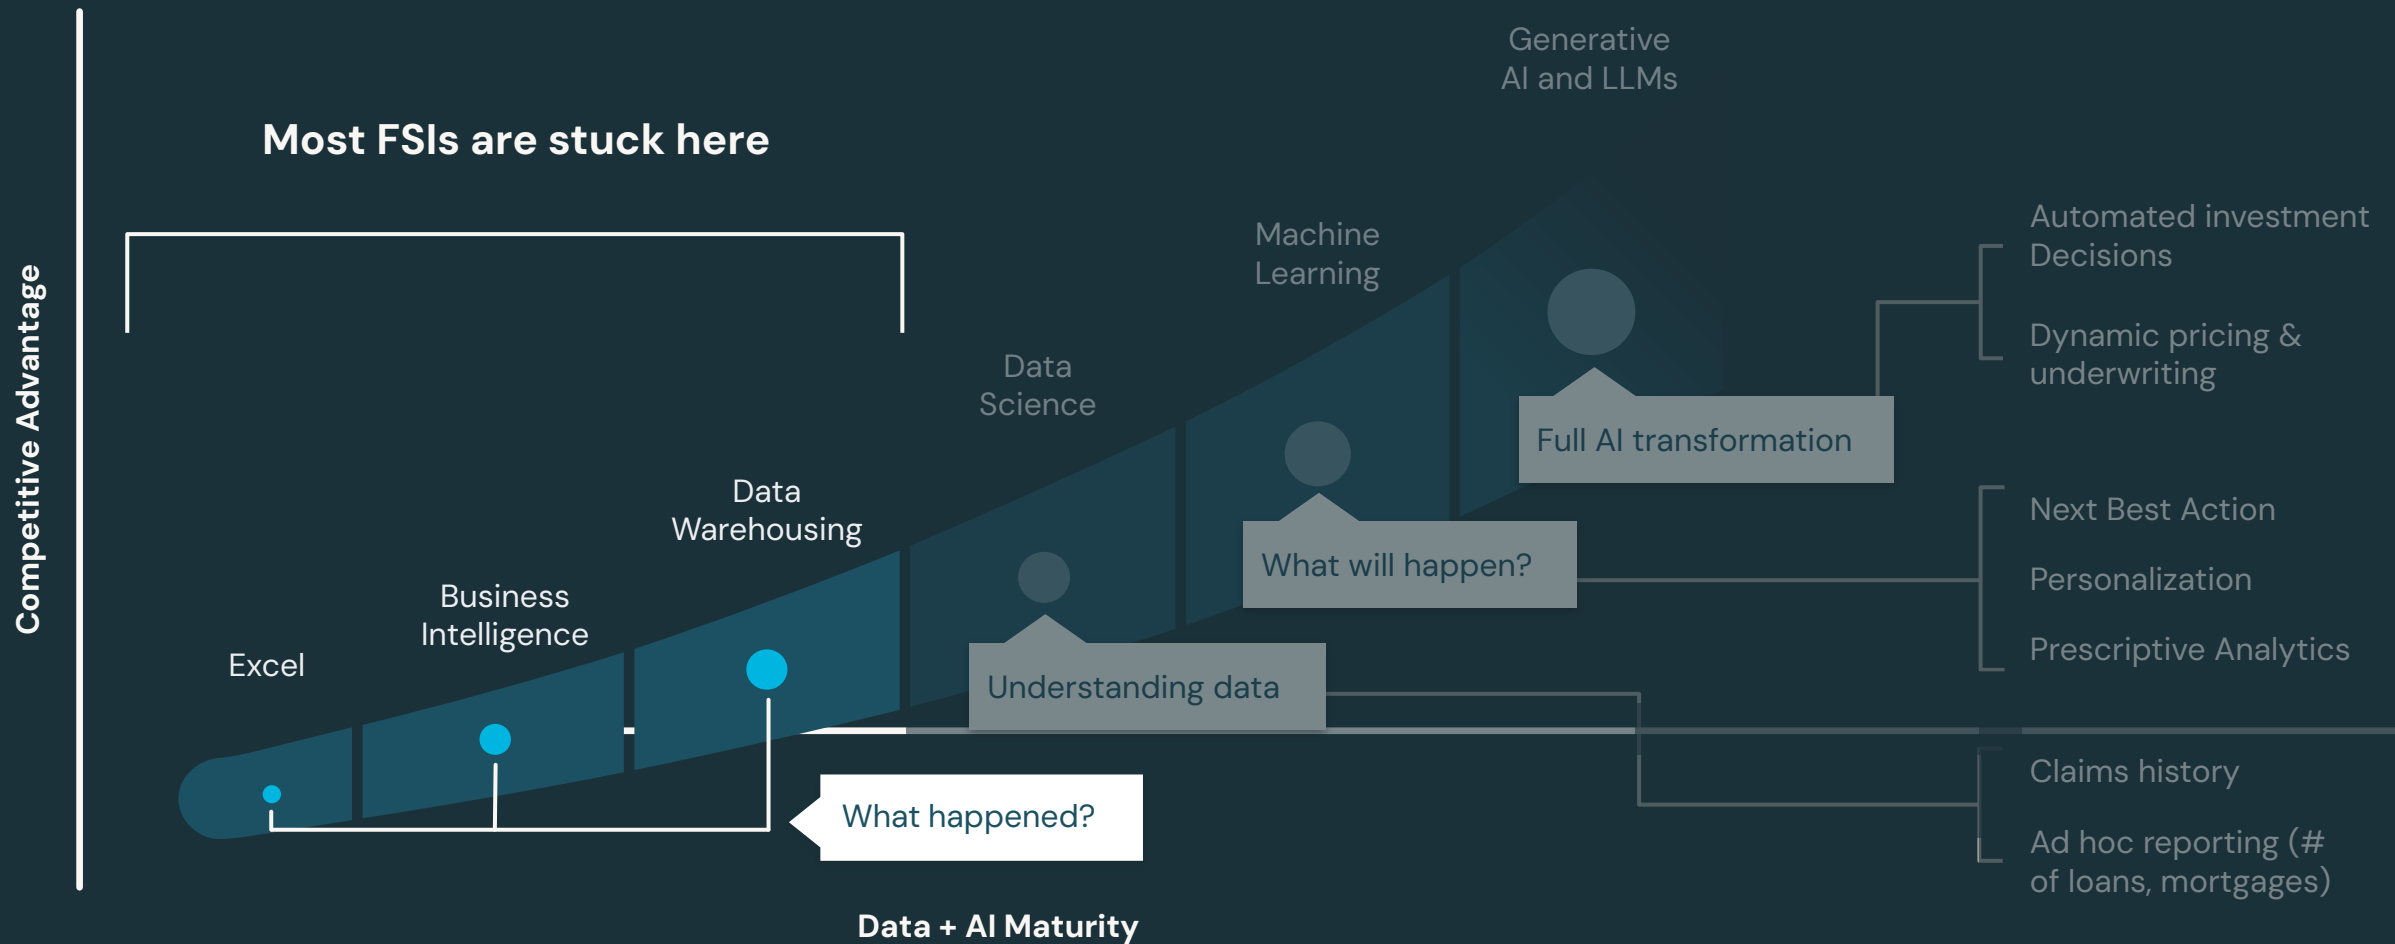 Competitive Advantage
Most FSIs are stuck here
Excel
Business
Intelligence
Data
Warehousing
Data
Science
Machine
Learning
Generative
AI and LLMs
What happened?
Understanding data
What will happen?
Full AI transformation
Automated investment
Decisions
Dynamic pricing &
underwriting
Next Best Action
Personalization
Prescriptive Analytics
Claims history
Ad hoc reporting (#
of loans, mortgages)
Data + AI Maturity